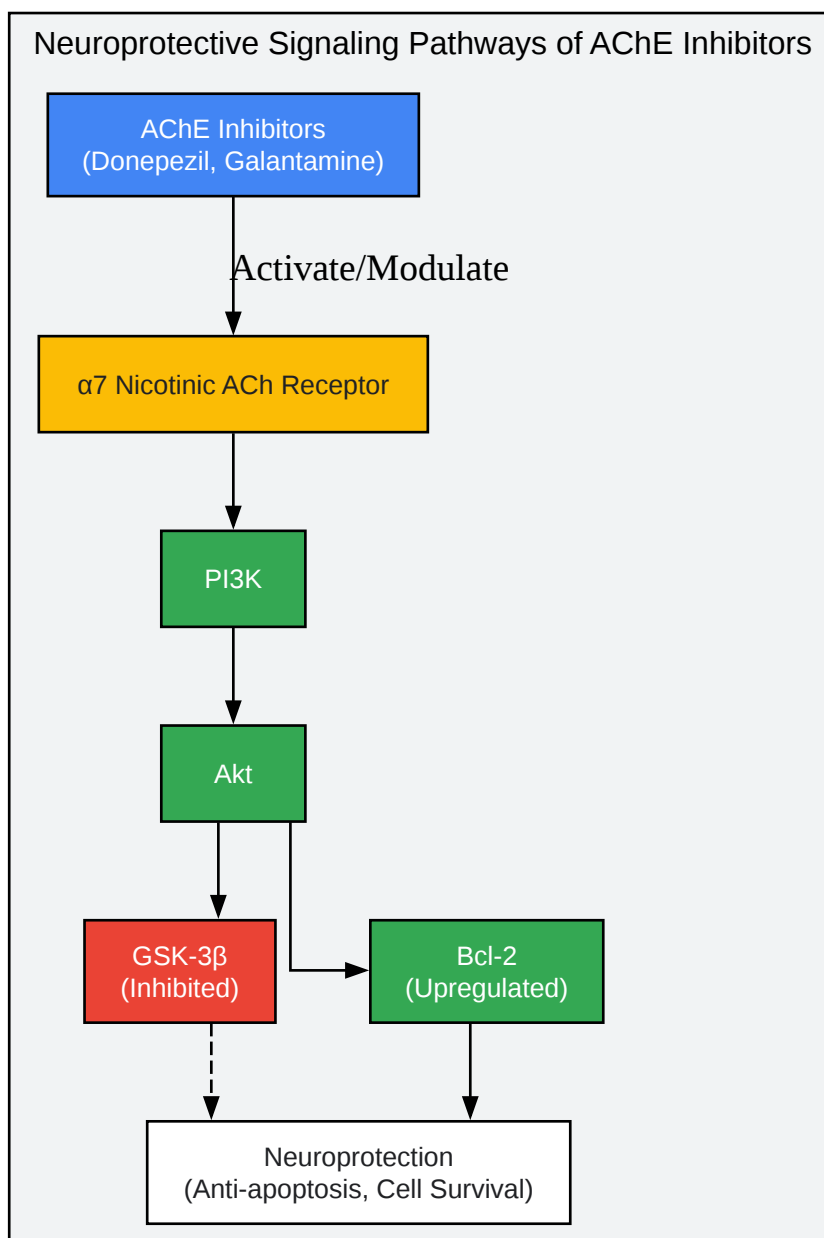 Neuroprotective Signaling Pathways of AChE Inhibitors
AChE Inhibitors
(Donepezil, Galantamine)
Activate/Modulate
α7 Nicotinic ACh Receptor
PI3K
Akt
GSK-3β
(Inhibited)
Bcl-2
(Upregulated)
Neuroprotection
(Anti-apoptosis, Cell Survival)